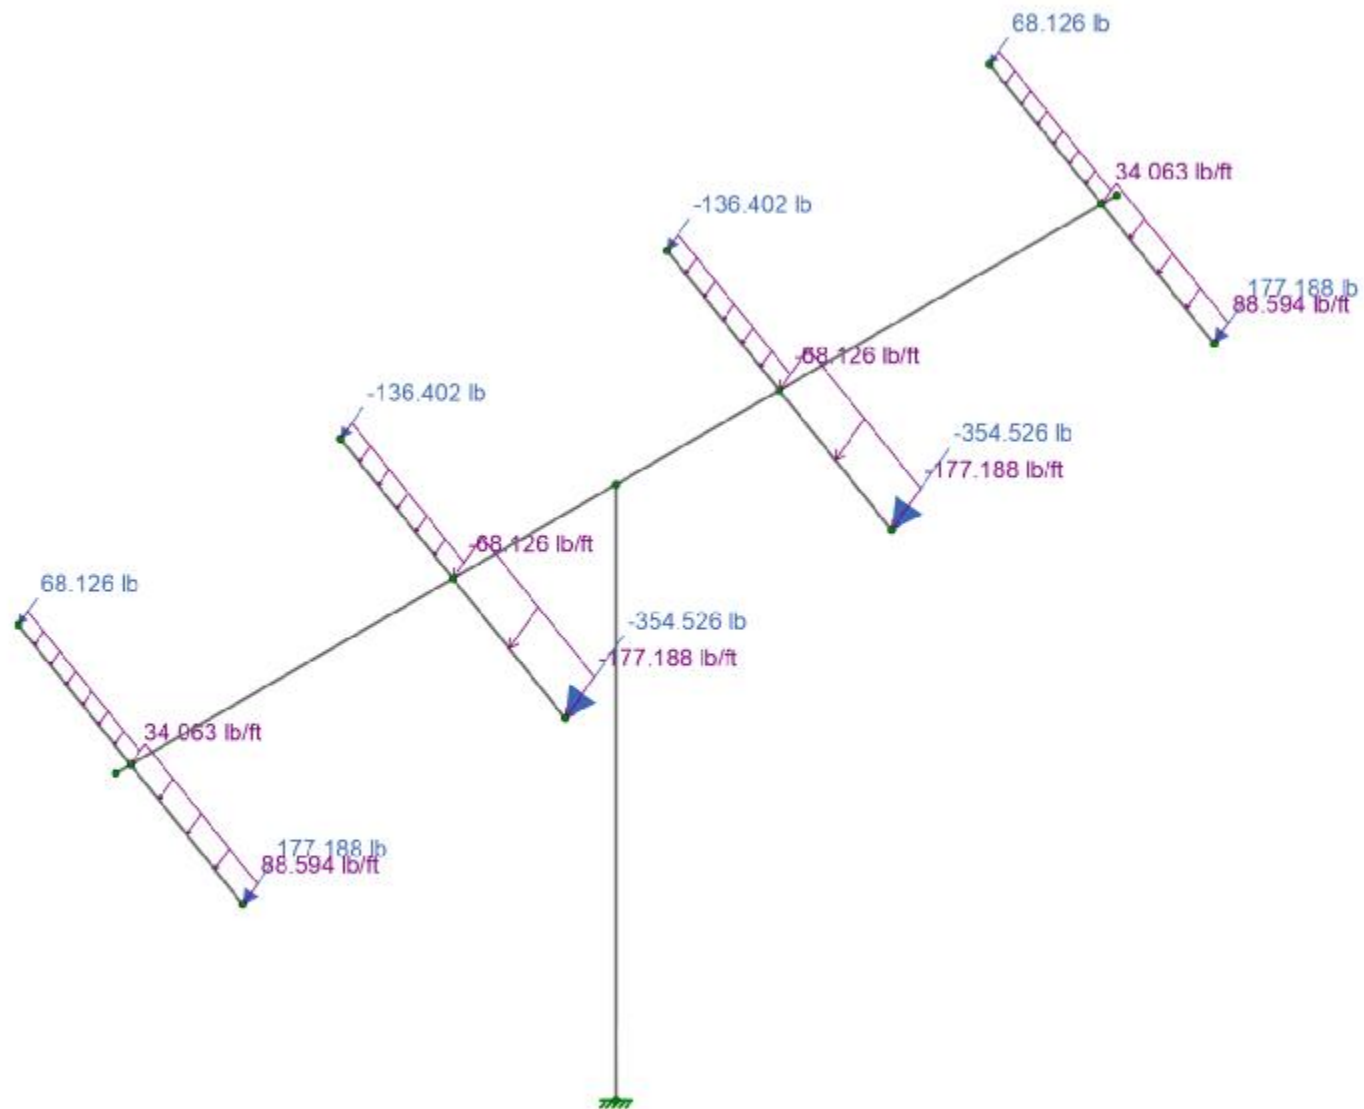 68.126 lb
34.063 lb/ft
-136.402 lb
177.188 lb
88.594 lb/ft
-68.126 lb/ft
-136.402 lb
-354.526 lb
-177.188 lb/ft
-68.126 lb/ft
68.126 lb
-354.526 lb
-177.188 lb/ft
34.063 lb/ft
177.188 lb
88.594 lb/ft